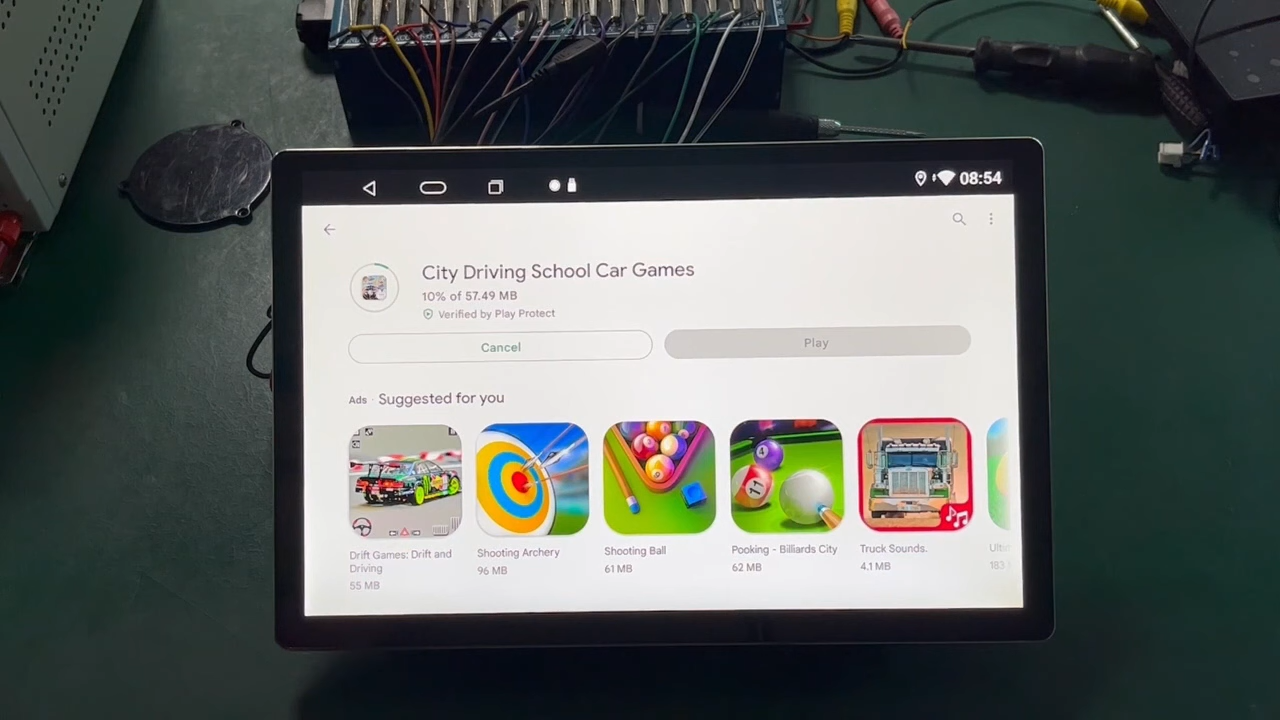 08:54
City Driving School Car Games
10% of 57.49 MB
Verified by Play Protect
Cancel
Play
Ads · Suggested for you
Drift Games: Drift and
Driving
55 MB
Shooting Archery
96 MB
Shooting Ball
61 MB
11
Pooking - Billiards City
62 MB
Truck Sounds.
4.1 MB
183